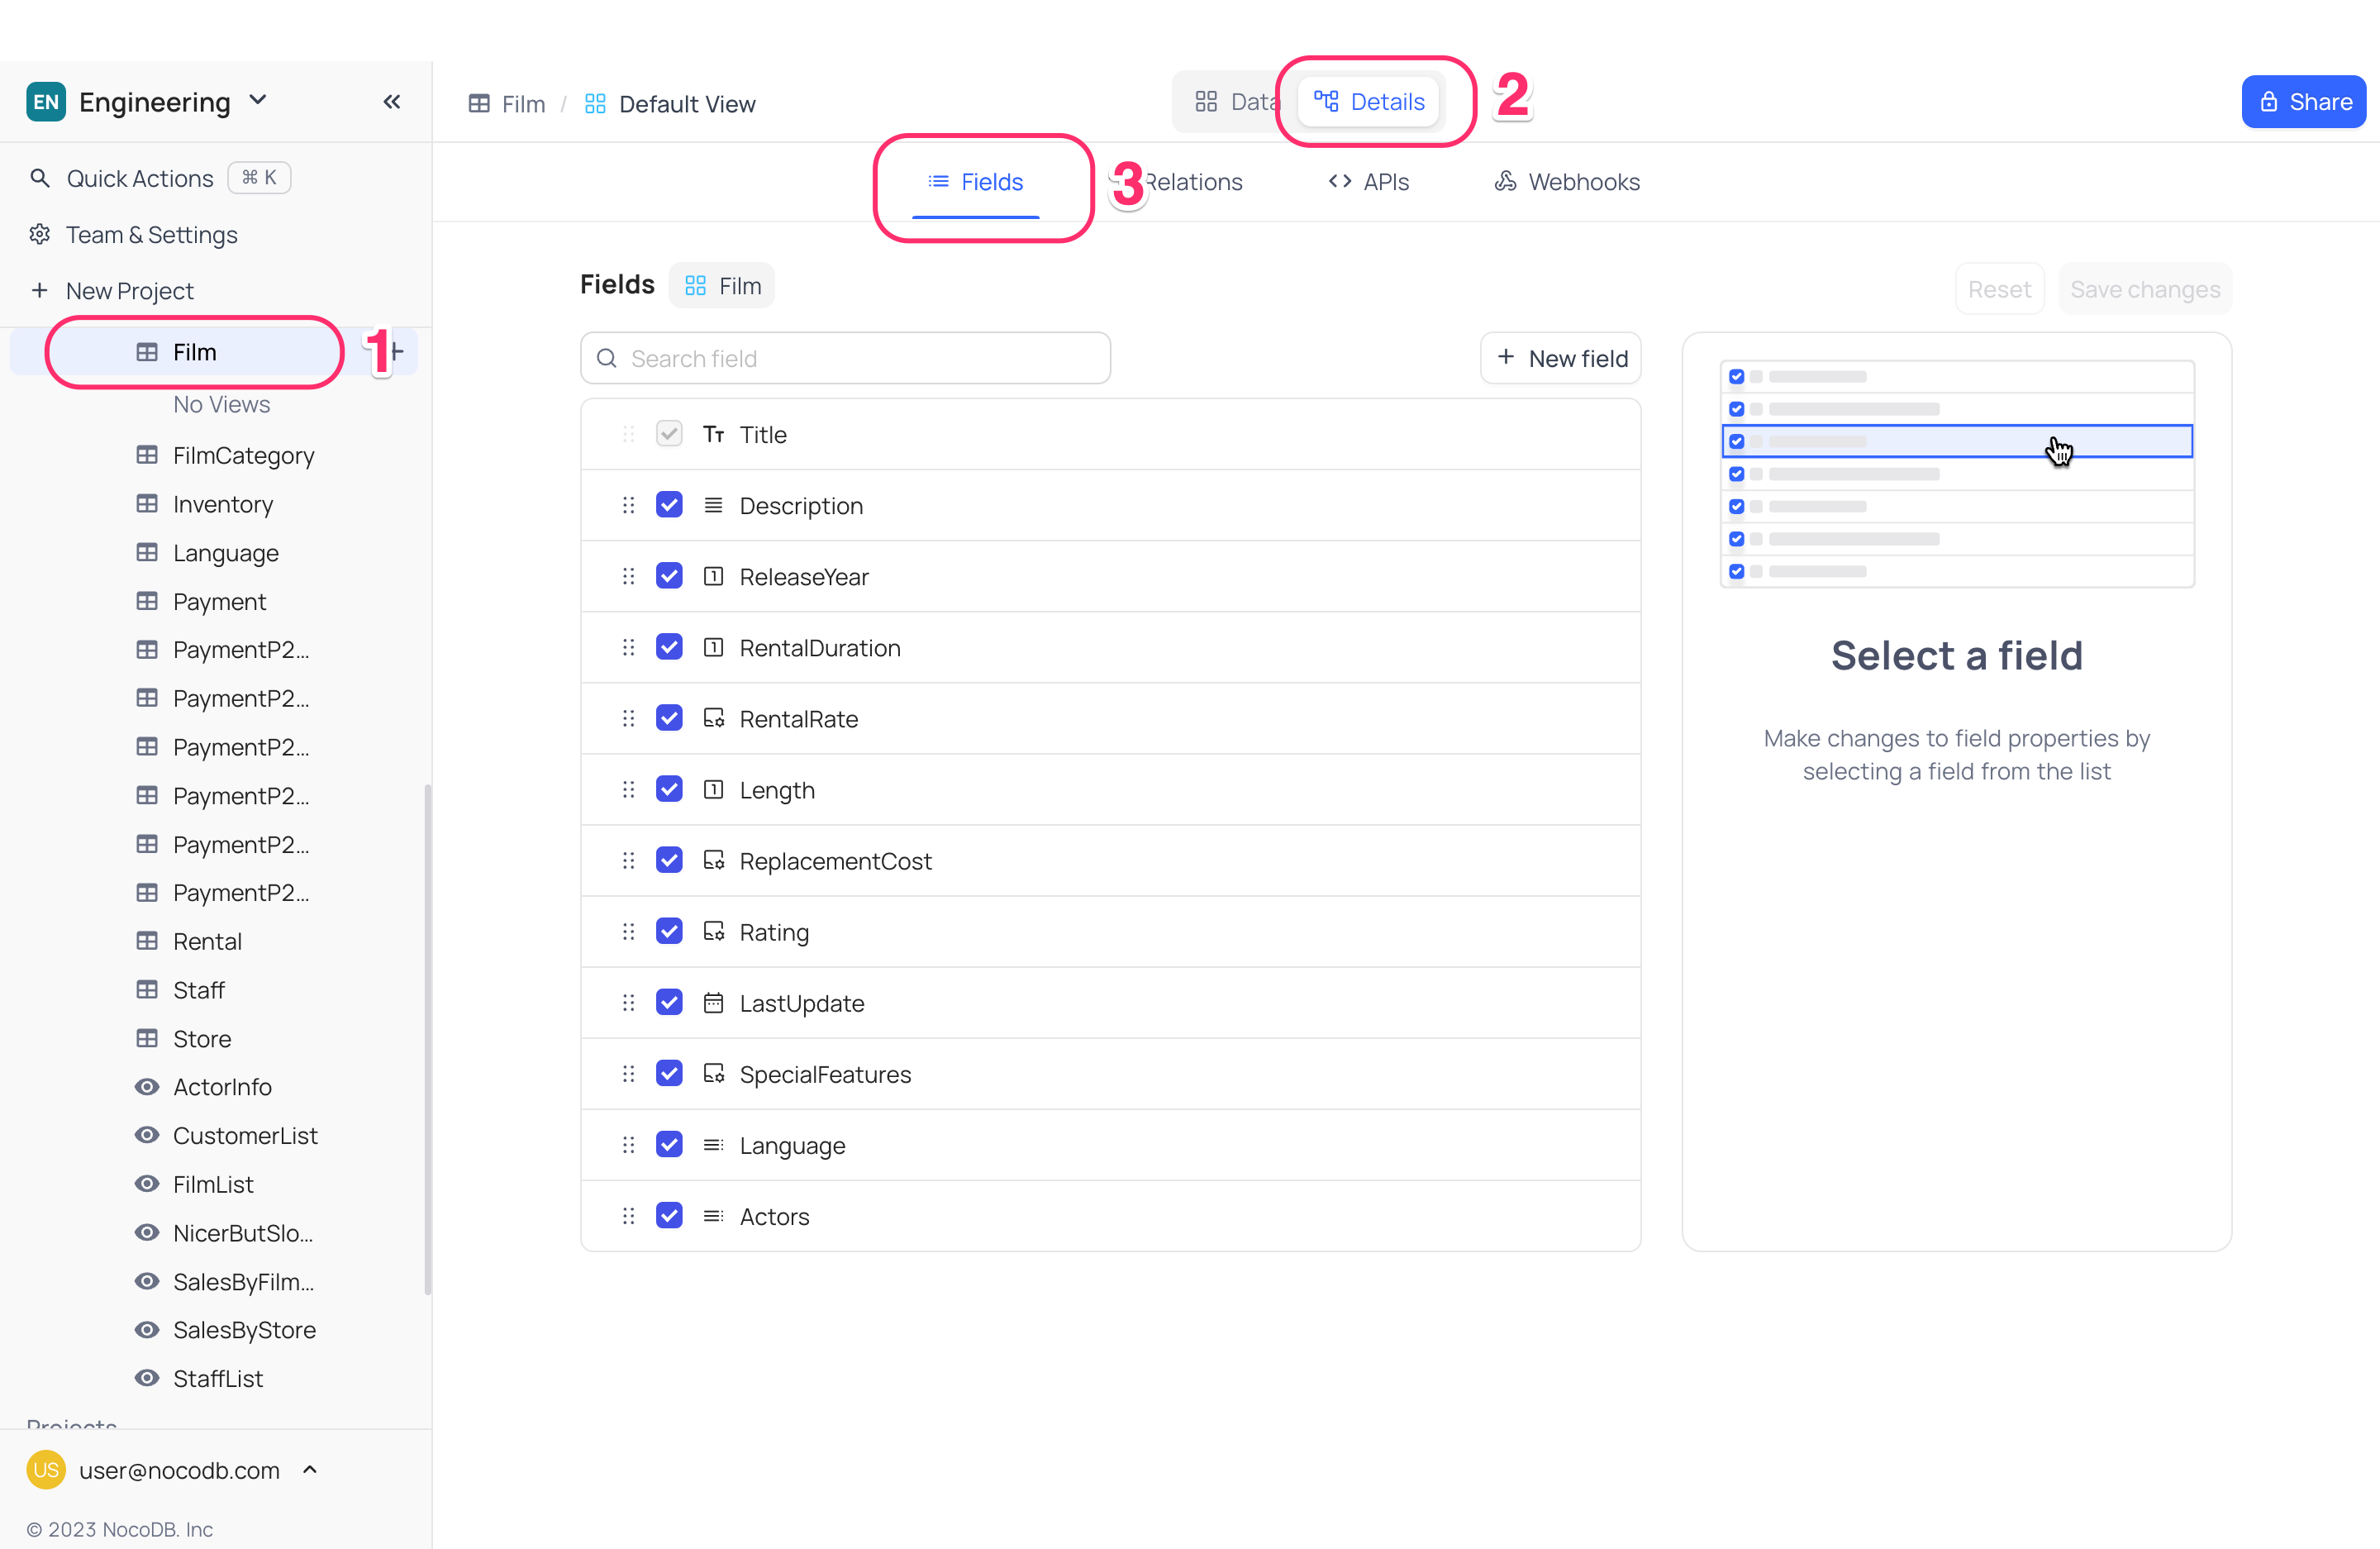 EN Engineering
Quick Actions ⌘ K
Team & Settings
New Project
Film 1
No Views
FilmCategory
Inventory
Language
Payment
PaymentP2...
PaymentP2...
PaymentP2...
PaymentP2...
PaymentP2...
PaymentP2...
Rental
Staff
Store
ActorInfo
CustomerList
FilmList
NicerButSlo...
SalesByFilm...
SalesByStore
StaffList
Projects
US user@nocodb.com
© 2023 NocoDB. Inc
Film / Default View
Data Details 2
Share
Fields 3 Relations APIs Webhooks
Fields Film
Reset Save changes
Search field
New field
Title
Description
ReleaseYear
RentalDuration
RentalRate
Length
ReplacementCost
Rating
LastUpdate
SpecialFeatures
Language
Actors
Select a field
Make changes to field properties by
selecting a field from the list